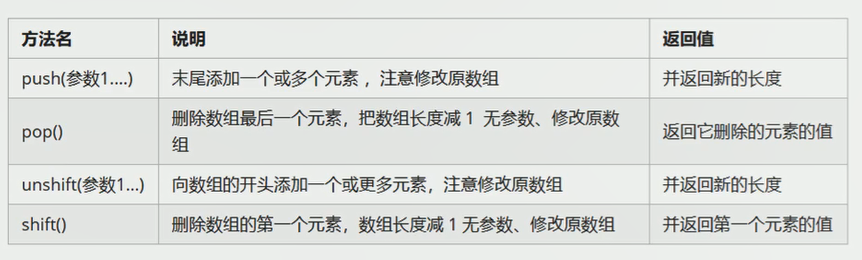 方法名 说明 返回值
push(参数1....) 末尾添加一个或多个元素 ，注意修改原数组 并返回新的长度
pop() 删除数组最后一个元素，把数组长度减 1 无参数、修改原数
组 返回它删除的元素的值
unshift(参数1...) 向数组的开头添加一个或更多元素，注意修改原数组 并返回新的长度
shift() 删除数组的第一个元素，数组长度减 1 无参数、修改原数组 并返回第一个元素的值